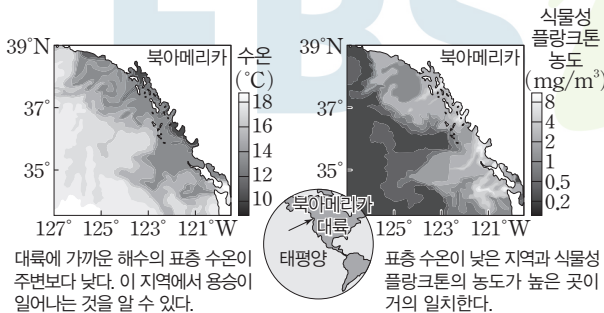 EBS
39°N
37°
35°
127°
125°
123°
121°W
북아메리카
수온
(℃)
18
16
14
12
10
39°N
37°
35°
125°
123°
121°W
북아메리카
식물성
플랑크톤
농도
(mg/m³)
8
4
2
1
0.5
0.2
북아메리카
대륙
태평양
대륙에 가까운 해수의 표층 수온이
주변보다 낮다. 이 지역에서 용승이
일어나는 것을 알 수 있다.
표층 수온이 낮은 지역과 식물성
플랑크톤의 농도가 높은 곳이
거의 일치한다.